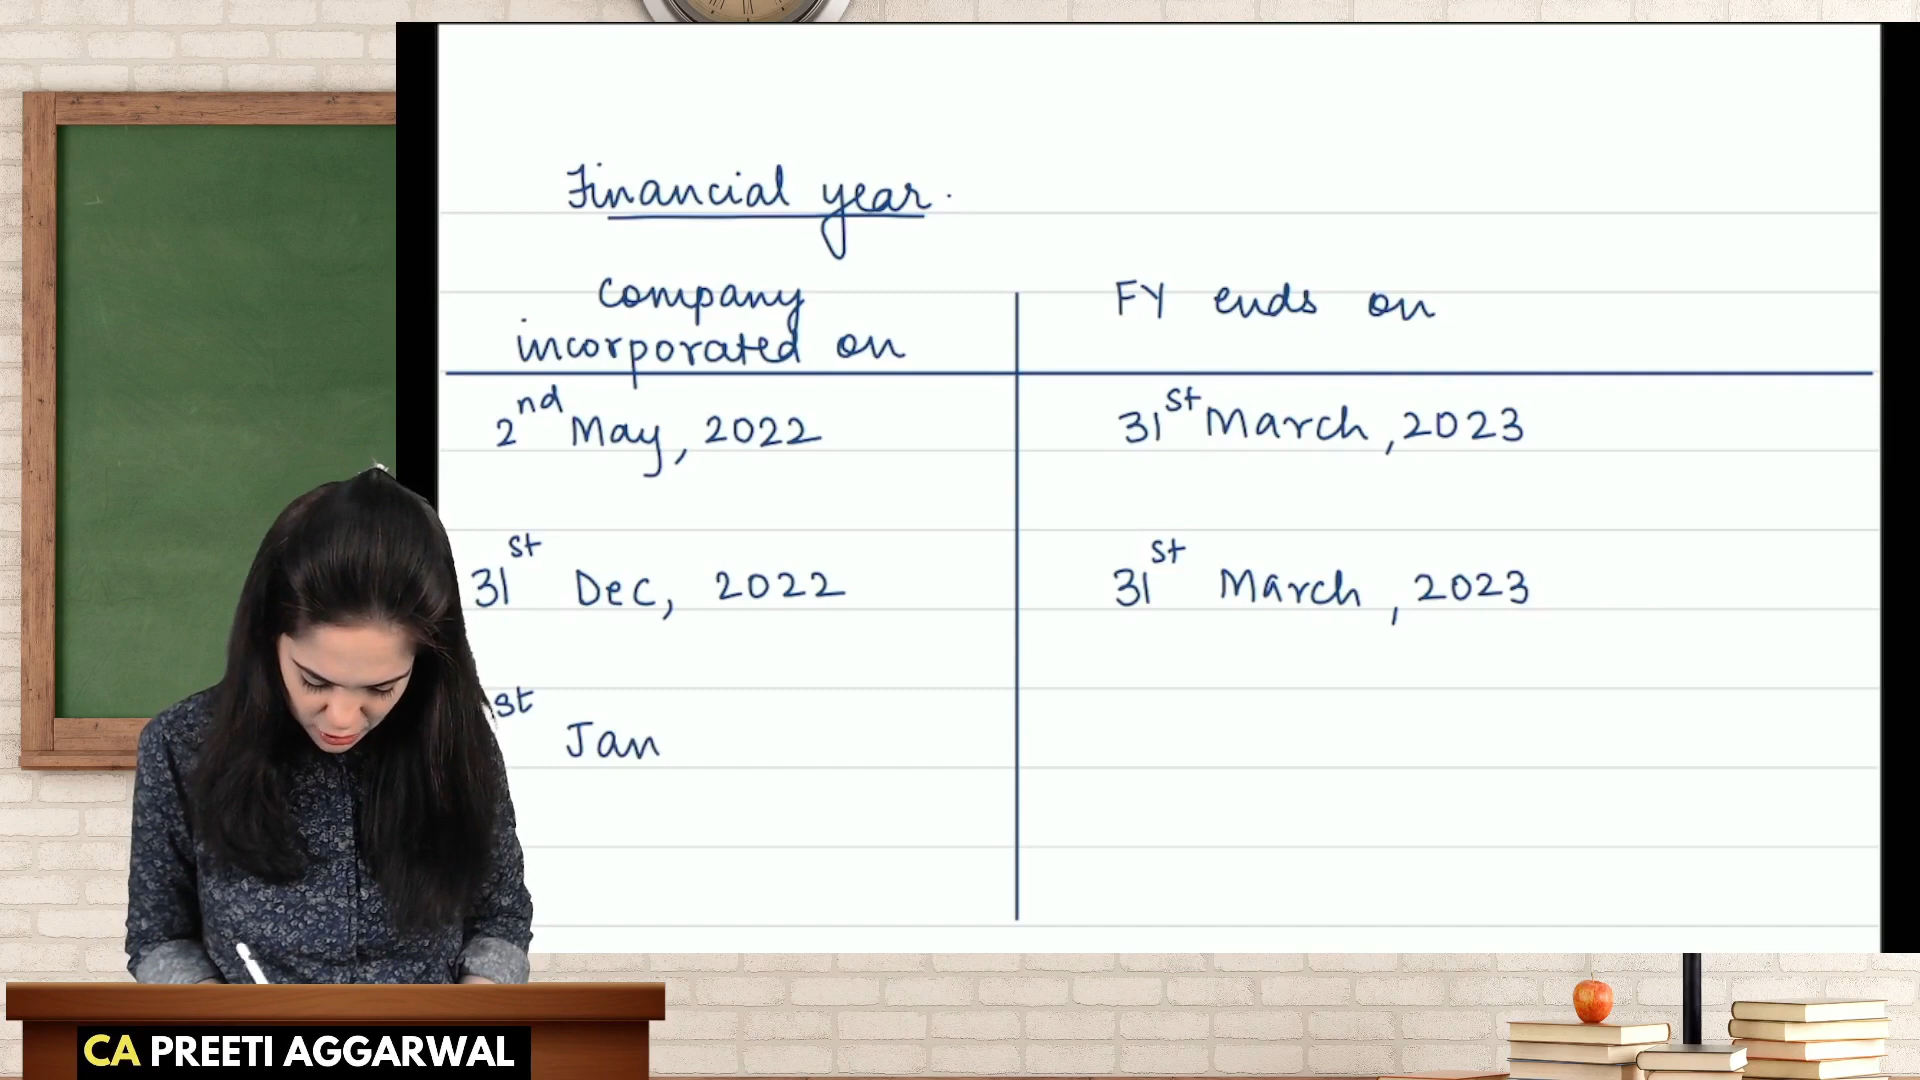 Financial year.
Company
incorporated on
FY ends on
2nd May, 2022
31st March, 2023
31st Dec, 2022
31st March, 2023
st Jan
CA PREETI AGGARWAL